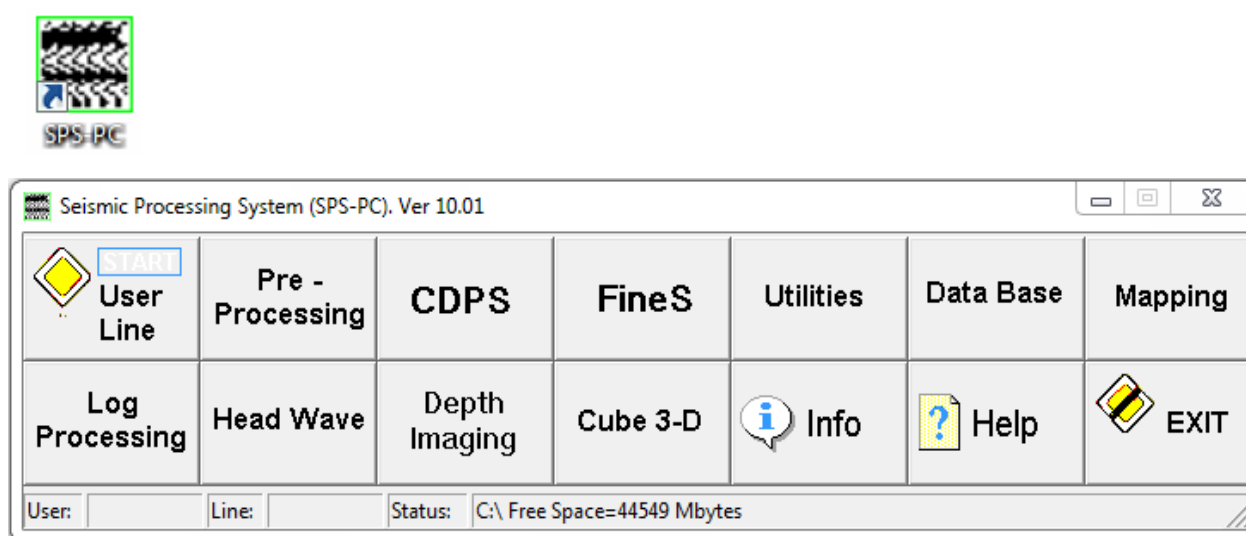 SPS-PC
Seismic Processing System (SPS-PC). Ver 10.01
START
User
Line
Pre -
Processing
CDPS
FineS
Utilities
Data Base
Mapping
Log
Processing
Head Wave
Depth
Imaging
Cube 3-D
Info
Help
EXIT
User: Line: Status: C:\ Free Space=44549 Mbytes